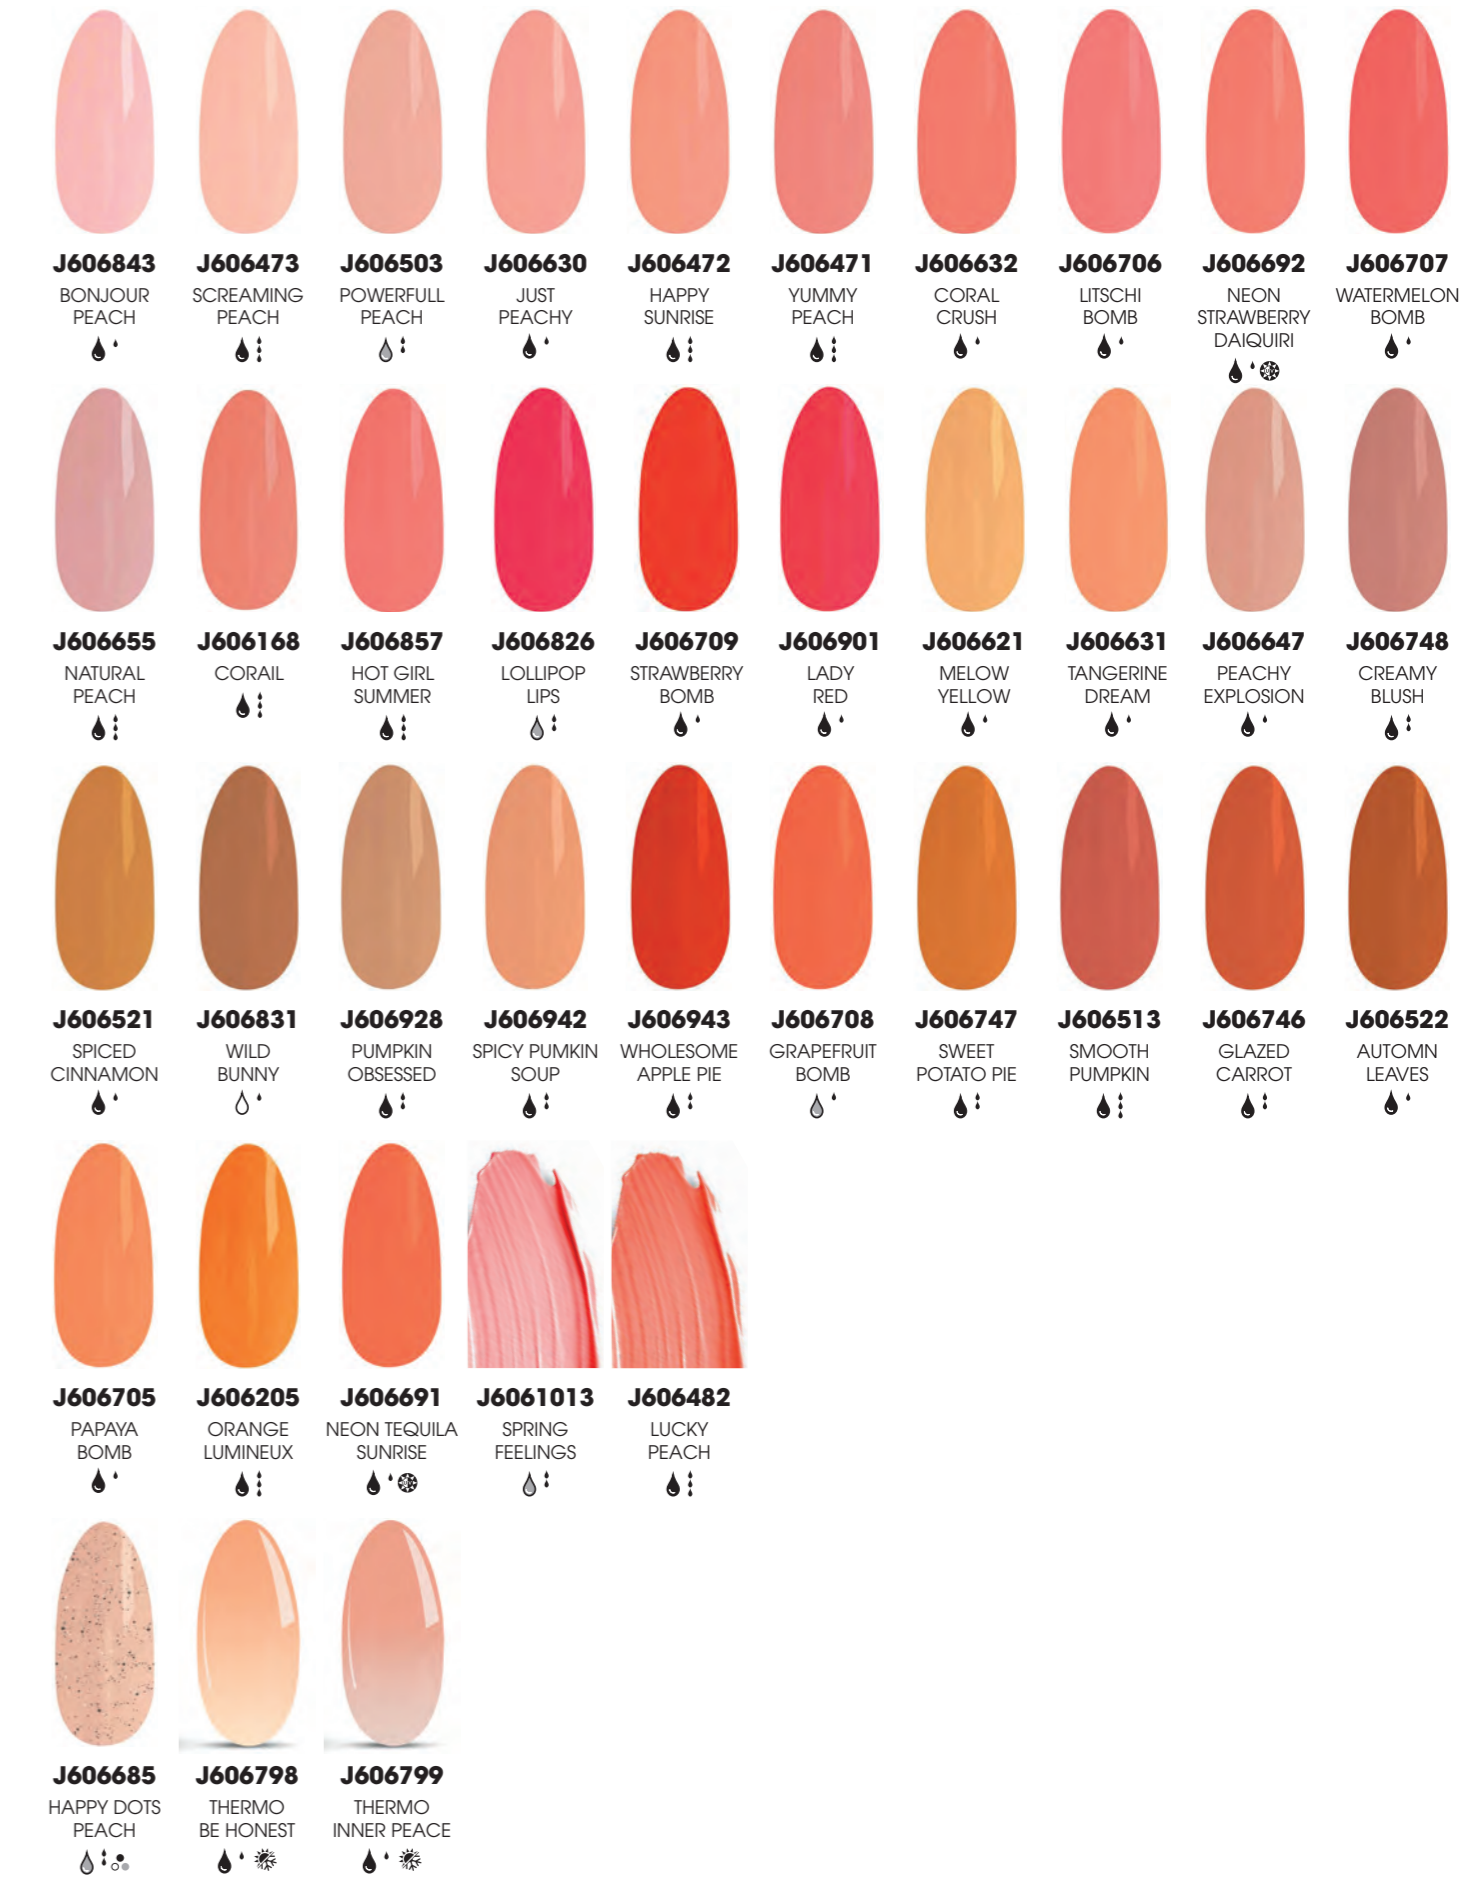 J606843 J606473 J606503 J606630 J606472 J606471 J606632 J606706 J606692 J606707
BONJOUR SCREAMING POWERFULL JUST HAPPY YUMMY CORAL LITSCHI NEON WATERMELON
PEACH PEACH PEACH PEACHY SUNRISE PEACH CRUSH BOMB STRAWBERRY BOMB
DAIQUIRI
J606655 J606168 J606857 J606826 J606709 J606901 J606621 J606631 J606647 J606748
NATURAL CORAIL HOT GIRL LOLLIPOP STRAWBERRY LADY MELOW TANGERINE PEACHY CREAMY
PEACH SUMMER LIPS BOMB RED YELLOW DREAM EXPLOSION BLUSH
J606521 J606831 J606928 J606942 J606943 J606708 J606747 J606513 J606746 J606522
SPICED WILD PUMPKIN SPICY PUMKIN WHOLESOME GRAPEFRUIT SWEET SMOOTH GLAZED AUTOMN
CINNAMON BUNNY OBSESSED SOUP APPLE PIE BOMB POTATO PIE PUMPKIN CARROT LEAVES
J606705 J606205 J606691 J6061013 J606482
PAPAYA ORANGE NEON TEQUILA SPRING LUCKY
BOMB LUMINEUX SUNRISE FEELINGS PEACH
J606685 J606798 J606799
HAPPY DOTS THERMO THERMO
PEACH BE HONEST INNER PEACE